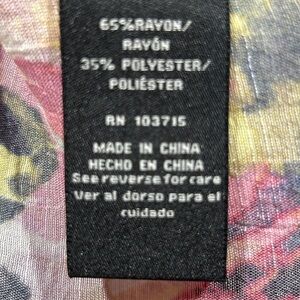 65%RAYON/
RAYÓN
35% POLYESTER/
POLIÉSTER
RN 103715
MADE IN CHINA
HECHO EN CHINA
See reverse for care
Ver al dorso para el
cuidado